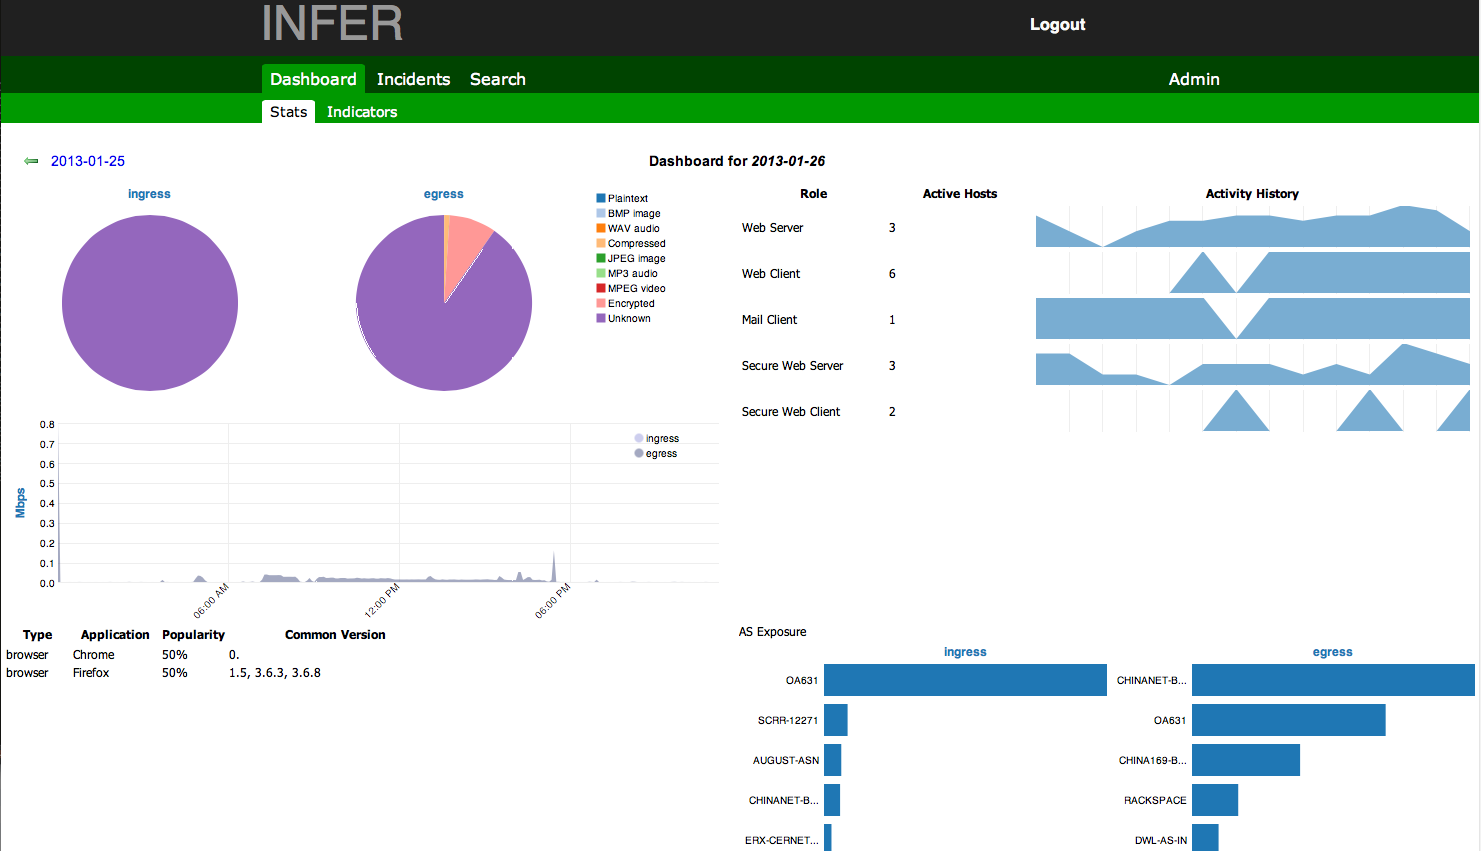 INFER
Logout
Dashboard Incidents Search Admin
Stats Indicators
2013-01-25
Dashboard for 2013-01-26
ingress egress
Plaintext
BMP image
WAV audio
Compressed
JPEG image
MP3 audio
MPEG video
Encrypted
Unknown
Role Active Hosts Activity History
Web Server 3
Web Client 6
Mail Client 1
Secure Web Server 3
Secure Web Client 2
Mbps
0.8
0.7
0.6
0.5
0.4
0.3
0.2
0.1
0.0
06:00 AM 12:00 PM 06:00 PM
ingress
egress
Type Application Popularity Common Version
browser Chrome 50% 0.
browser Firefox 50% 1.5, 3.6.3, 3.6.8
AS Exposure
ingress
OA631
SCRR-12271
AUGUST-ASN
CHINANET-B...
ERX-CERNET...
egress
CHINANET-B...
OA631
CHINA169-B...
RACKSPACE
DWL-AS-IN